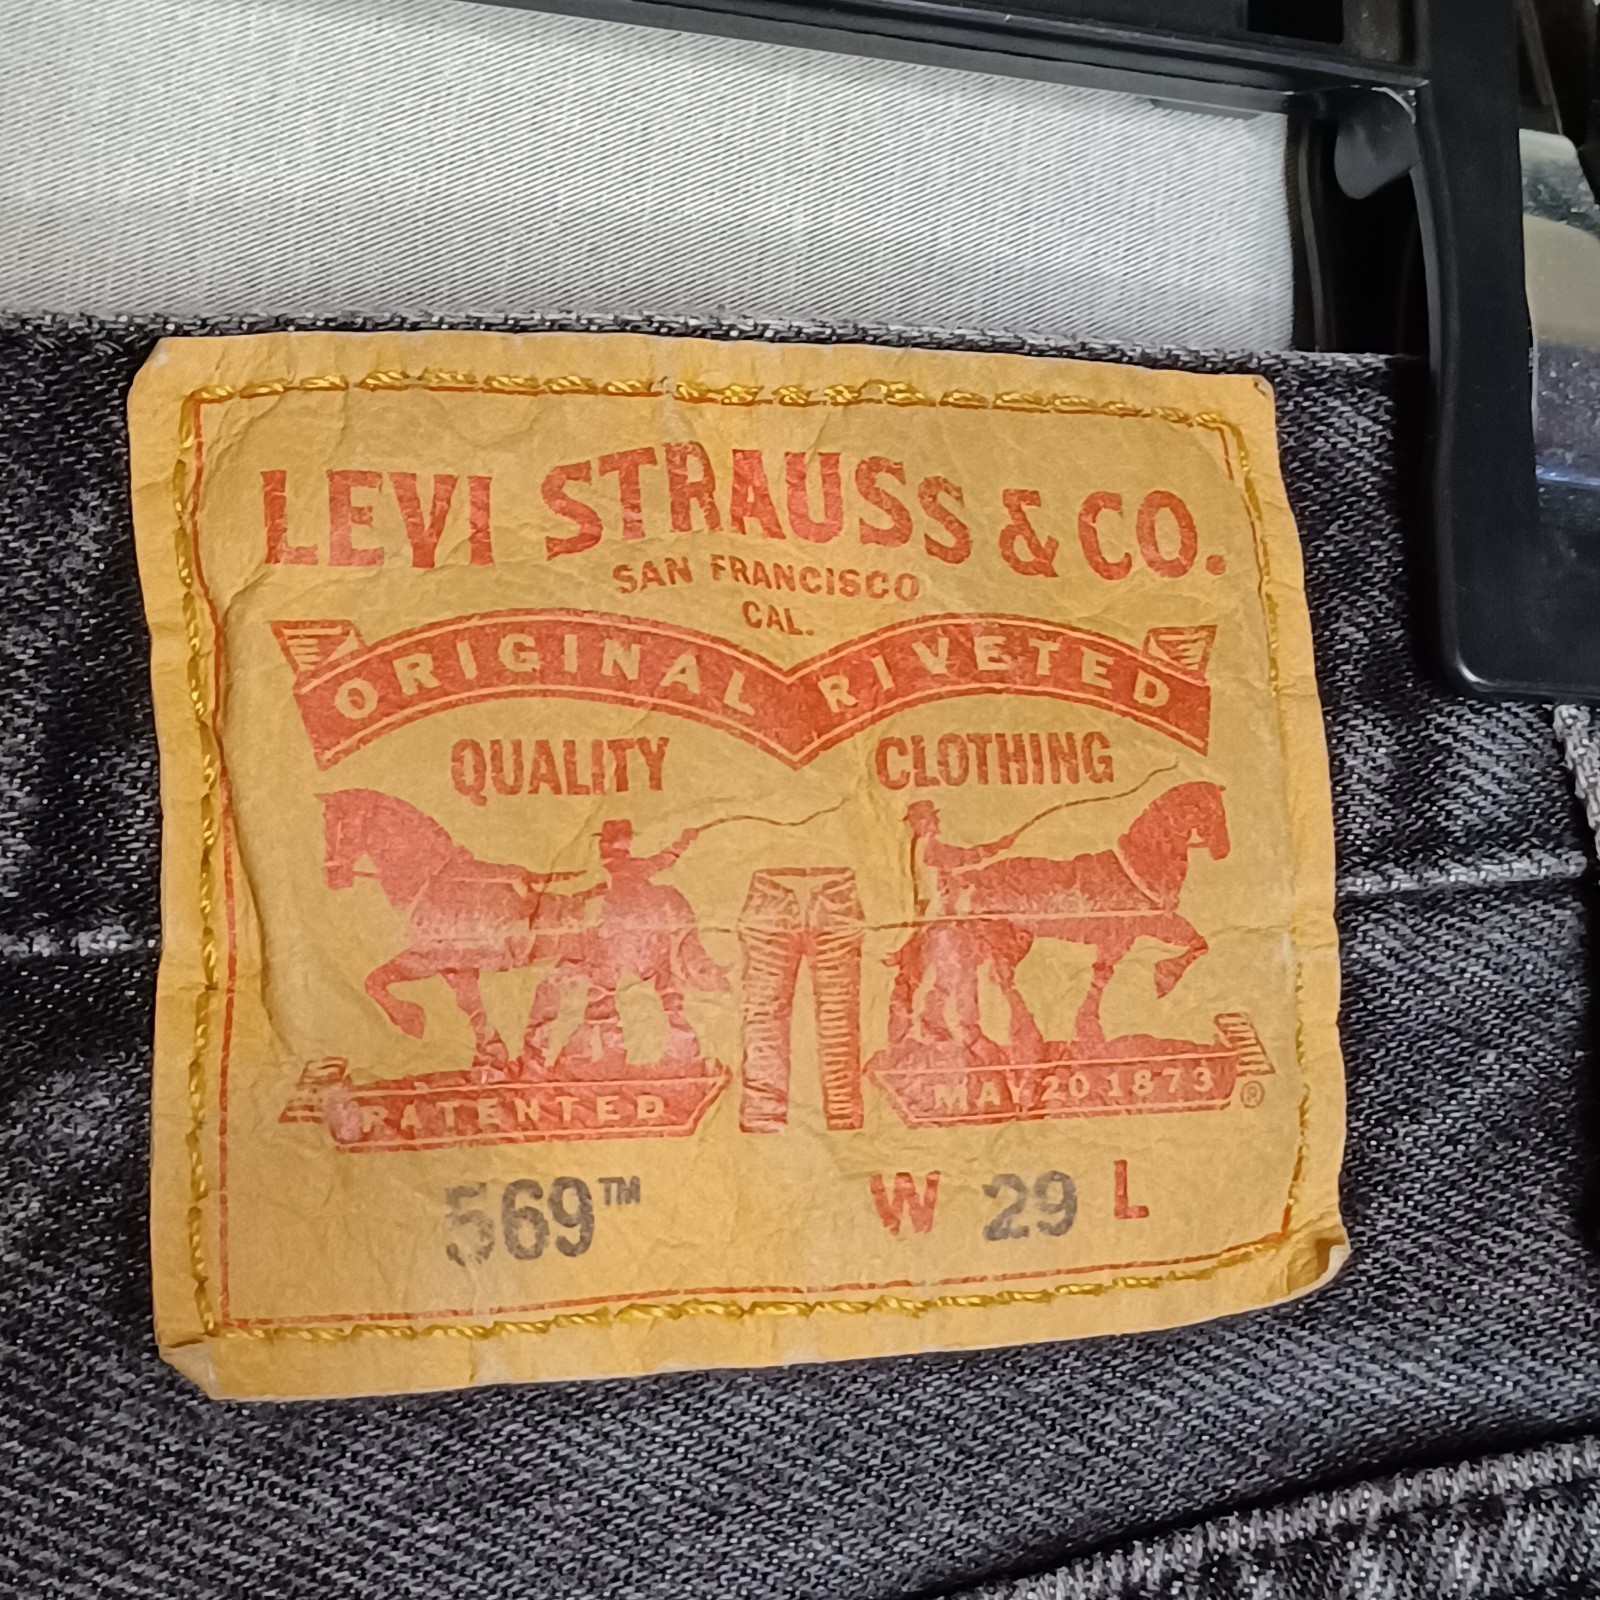 LEVI STRAUSS & CO.
SAN FRANCISCO
CAL.
ORIGINAL RIVETED
QUALITY CLOTHING
PATENTED MAY 20 1873 ®
569™ W 29 L